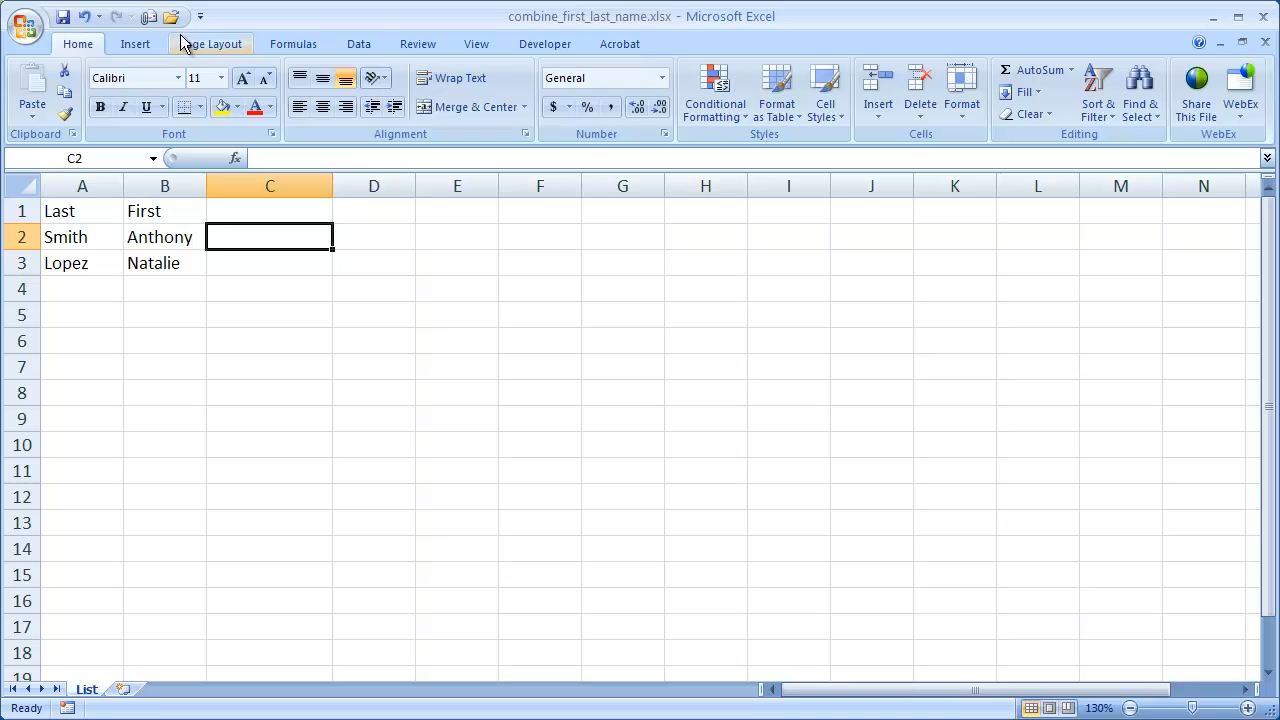 combine_first_last_name.xlsx - Microsoft Excel
Home Insert Page Layout Formulas Data Review View Developer Acrobat
Paste
Clipboard
Calibri 11
B I U
Font
Wrap Text
Merge & Center
Alignment
General
$ % ,
Number
Conditional Formatting
Format as Table
Cell Styles
Styles
Insert Delete Format
Cells
AutoSum
Fill
Clear
Sort & Filter
Find & Select
Editing
Share This File
WebEx
WebEx
C2 fx
A B C D E F G H I J K L M N
1 Last First
2 Smith Anthony
3 Lopez Natalie
4
5
6
7
8
9
10
11
12
13
14
15
16
17
18
19
List
Ready 130%